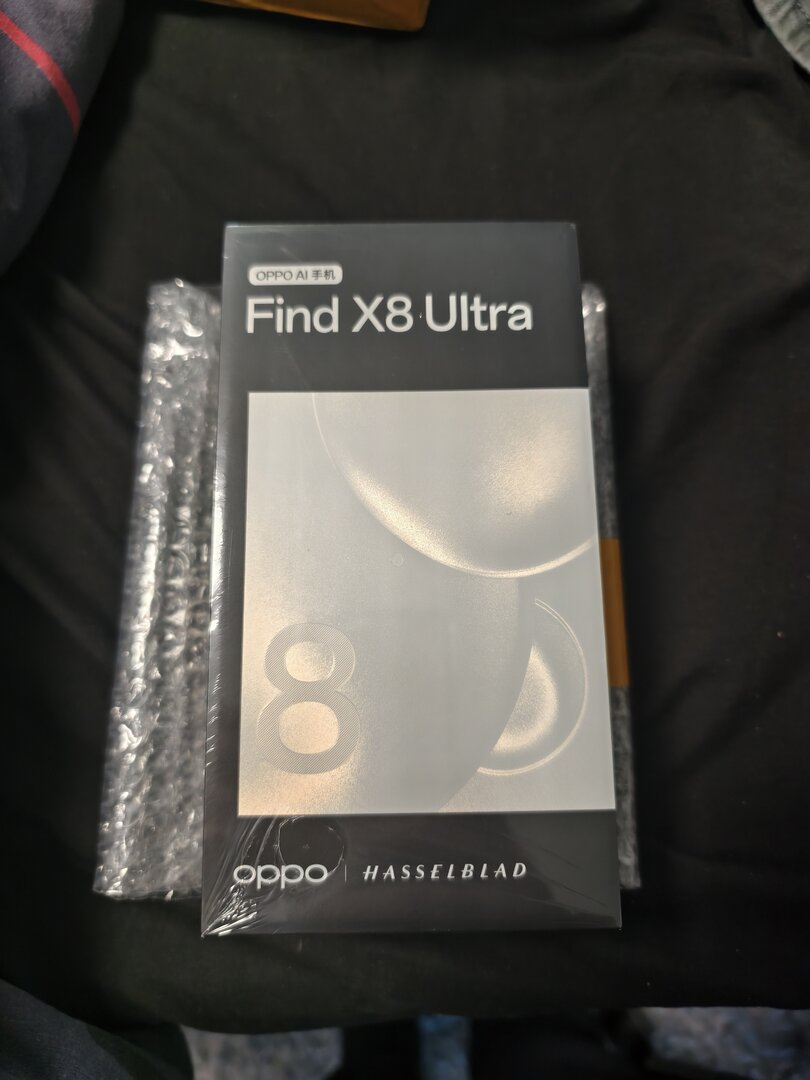 OPPO AI 手机
Find X8 Ultra
8
oppo | HASSELBLAD